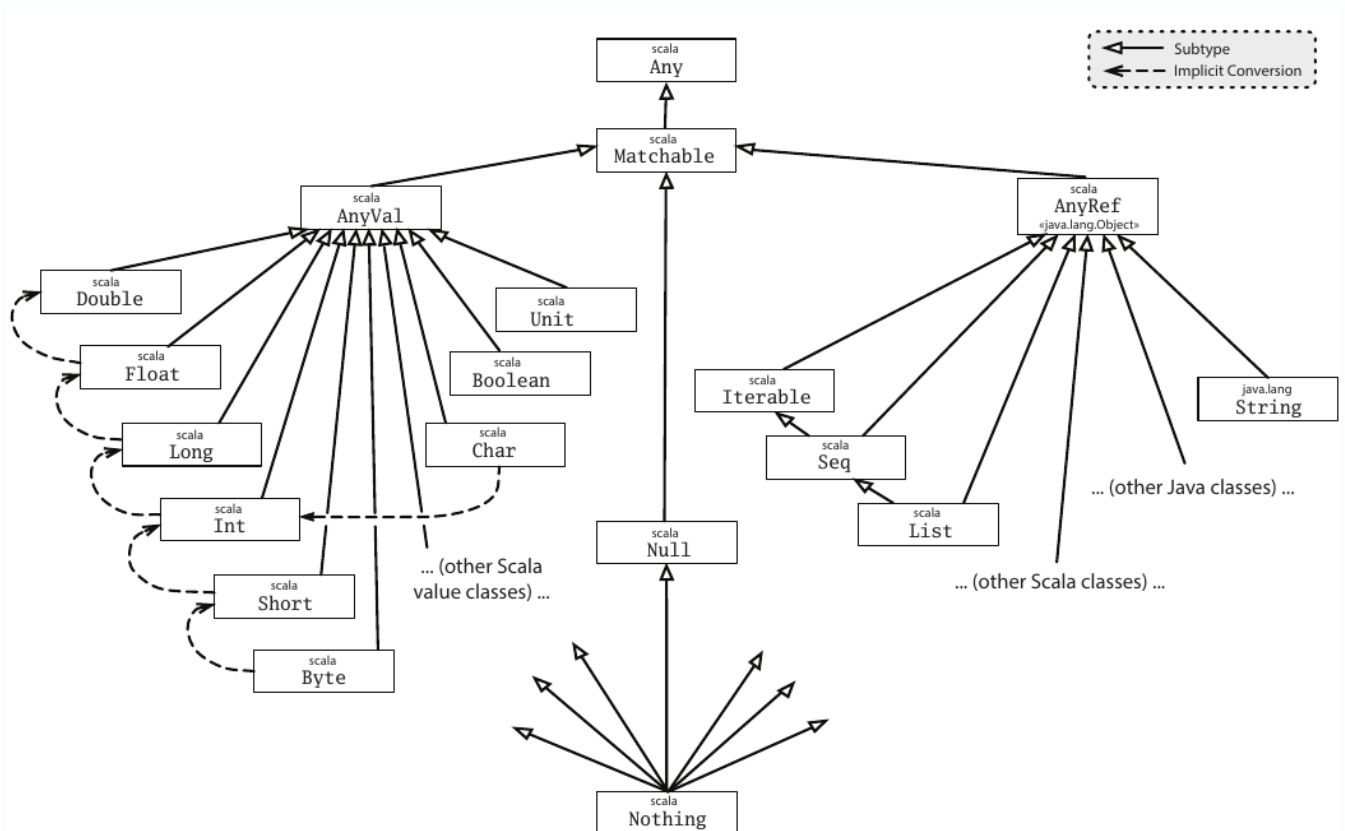 scala
Any
Subtype
Implicit Conversion
scala
Matchable
scala
AnyVal
scala
AnyRef
«java.lang.Object»
scala
Double
scala
Unit
scala
Float
scala
Boolean
scala
Iterable
java.lang
String
scala
Long
scala
Char
scala
Seq
... (other Java classes) ...
scala
Int
scala
List
scala
Null
... (other Scala
value classes) ...
... (other Scala classes) ...
scala
Short
scala
Byte
scala
Nothing